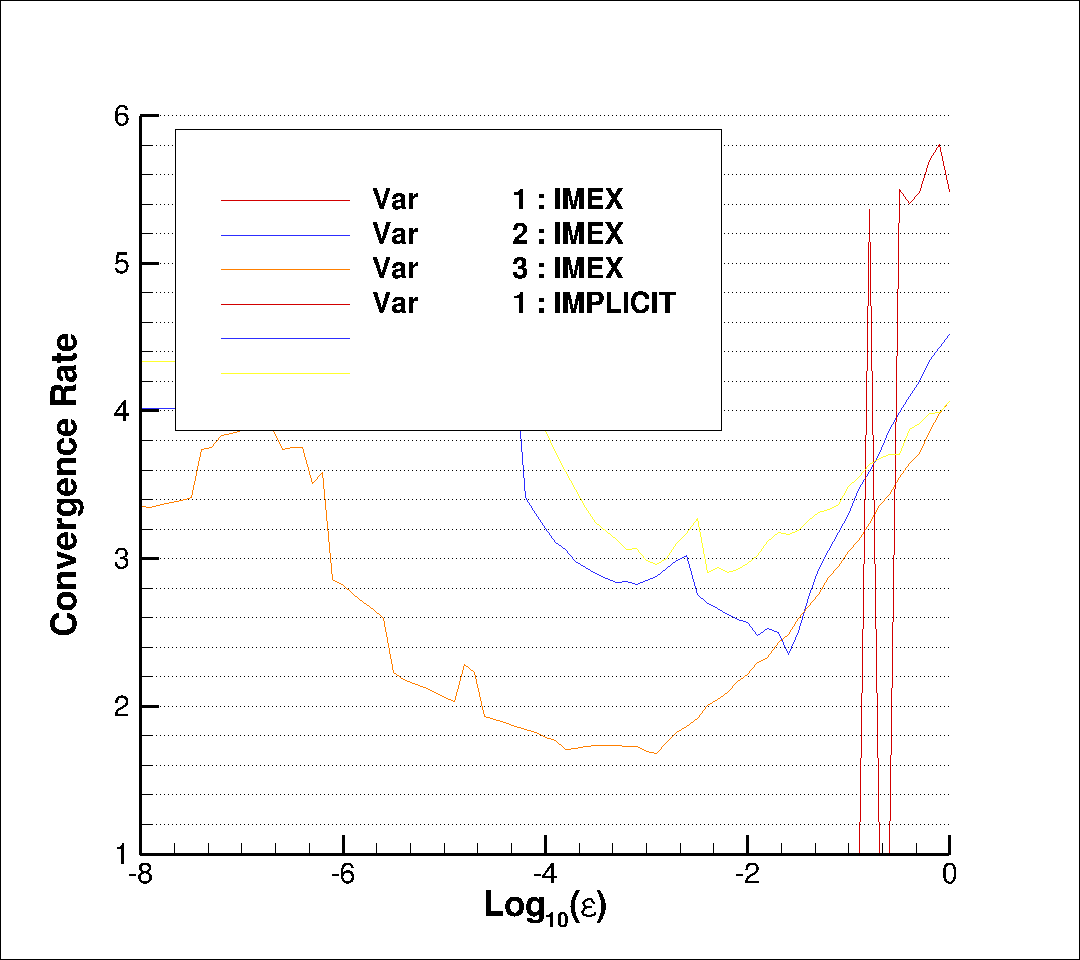 6
Var 1 : IMEX
Var 2 : IMEX
5
Var 3 : IMEX
Var 1 : IMPLICIT
4
Convergence Rate
3
2
1
-8 -6 -4 -2 0
Log10(ε)